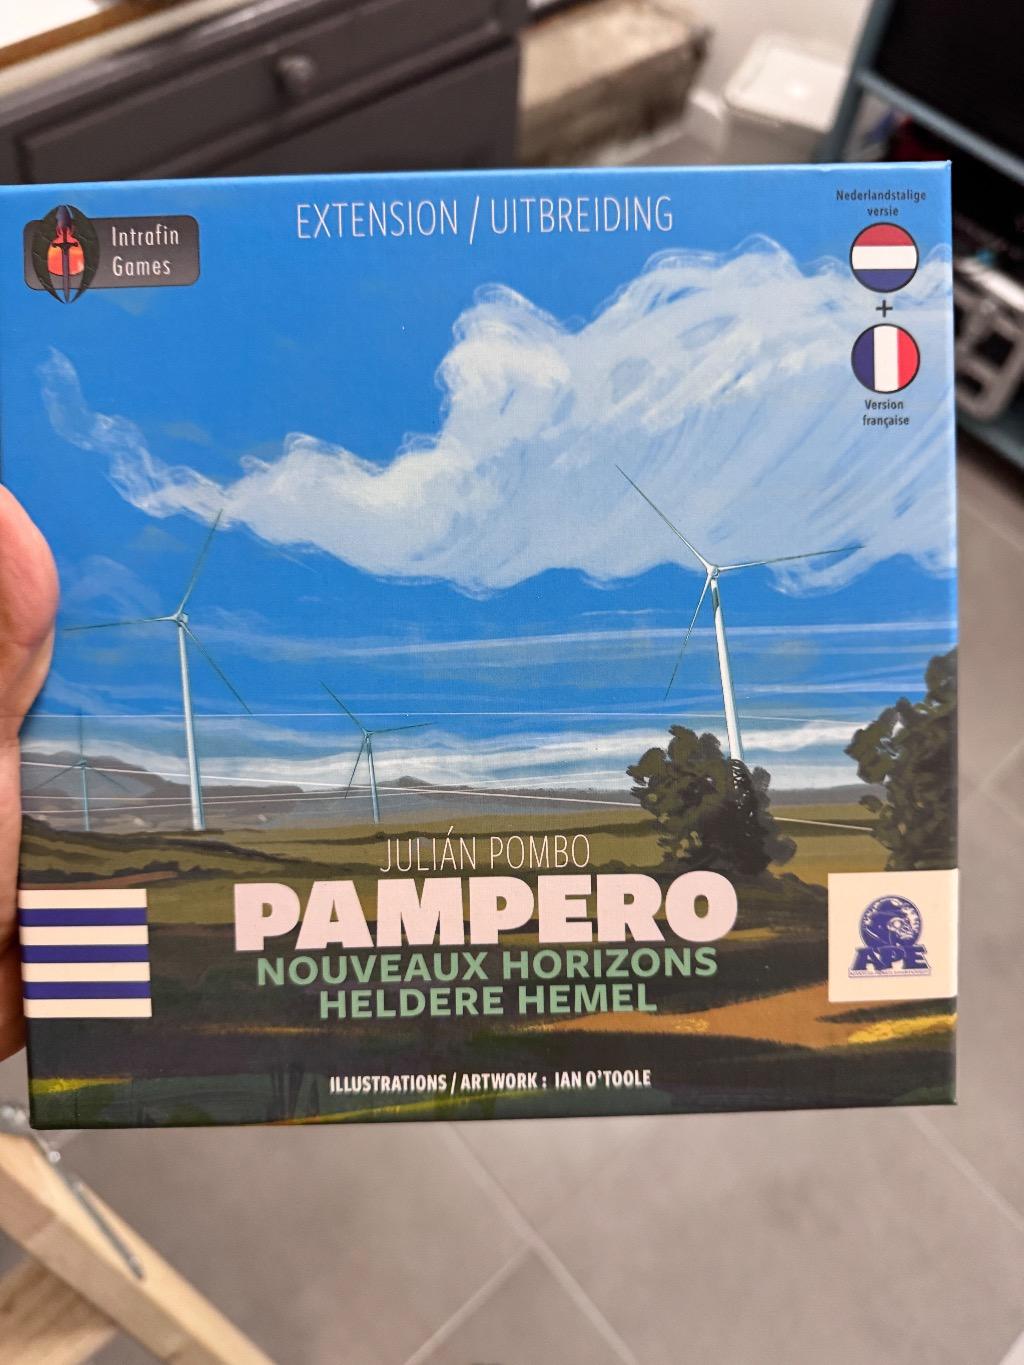 EXTENSION / UITBREIDING
Intrafin
Games
Nederlandstalige
versie
+
Version
française
JULIÁN POMBO
PAMPERO
NOUVEAUX HORIZONS
HELDERE HEMEL
APE
ILLUSTRATIONS / ARTWORK : IAN O'TOOLE